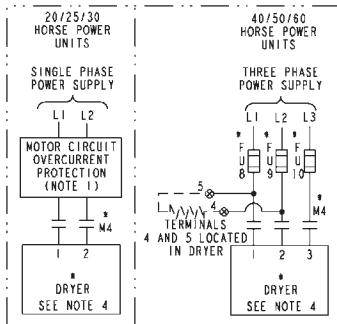 20/25/30
HORSE POWER
UNITS
SINGLE PHASE
POWER SUPPLY
L1 L2
MOTOR CIRCUIT
OVERCURRENT
PROTECTION
(NOTE 1)
*
M4
1 2
*
DRYER
SEE NOTE 4
40/50/60
HORSE POWER
UNITS
THREE PHASE
POWER SUPPLY
L1 L2 L3
* * *
F F F
U U U
8 9 10
5
4
* M4
TERMINALS
4 AND 5 LOCATED
IN DRYER
1 2 3
*
DRYER
SEE NOTE 4